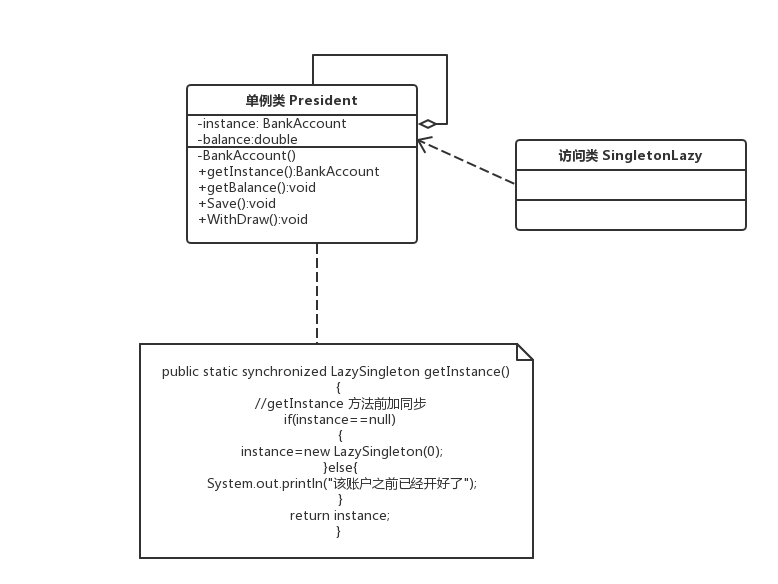 单例类 President
-instance: BankAccount
-balance:double
-BankAccount()
+getInstance():BankAccount
+getBalance():void
+Save():void
+WithDraw():void
访问类 SingletonLazy
public static synchronized LazySingleton getInstance()
{
//getInstance 方法前加同步
if(instance==null)
{
instance=new LazySingleton(0);
}else{
System.out.println("该账户之前已经开好了");
}
return instance;
}